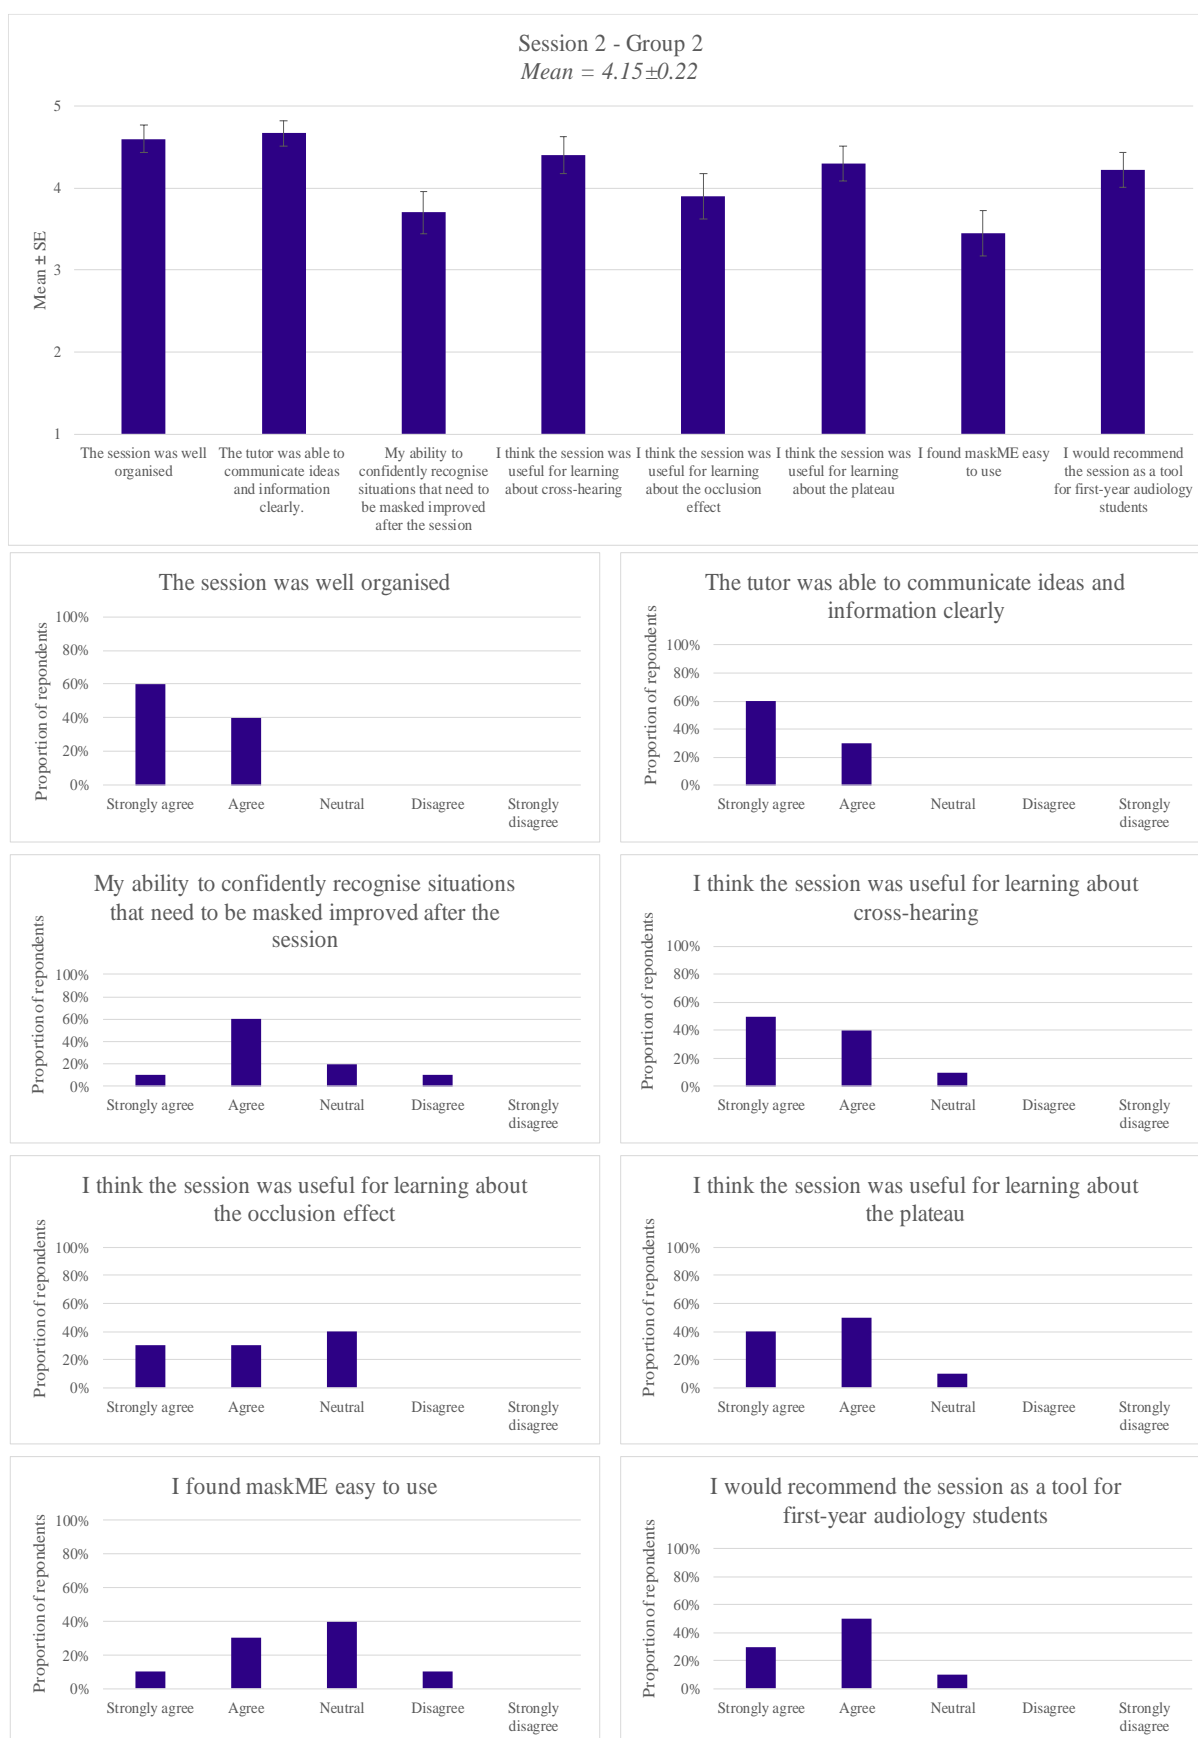 Session 2 - Group 2
Mean = 4.15±0.22
Mean ± SE
5
4
3
2
1
The session was well
organised
The tutor was able to
communicate ideas
and information
clearly.
My ability to
confidently recognise
situations that need to
be masked improved
after the session
I think the session was
useful for learning
about cross-hearing
I think the session was
useful for learning
about the occlusion
effect
I think the session was
useful for learning
about the plateau
I found maskME easy
to use
I would recommend
the session as a tool
for first-year audiology
students
The session was well organised
Proportion of repondents
100%
80%
60%
40%
20%
0%
Strongly agree
Agree
Neutral
Disagree
Strongly
disagree
The tutor was able to communicate ideas and
information clearly
Proportion of repondents
100%
80%
60%
40%
20%
0%
Strongly agree
Agree
Neutral
Disagree
Strongly
disagree
My ability to confidently recognise situations
that need to be masked improved after the
session
Proportion of repondents
100%
80%
60%
40%
20%
0%
Strongly agree
Agree
Neutral
Disagree
Strongly
disagree
I think the session was useful for learning about
cross-hearing
Proportion of repondents
100%
80%
60%
40%
20%
0%
Strongly agree
Agree
Neutral
Disagree
Strongly
disagree
I think the session was useful for learning about
the occlusion effect
Proportion of repondents
100%
80%
60%
40%
20%
0%
Strongly agree
Agree
Neutral
Disagree
Strongly
disagree
I think the session was useful for learning about
the plateau
Proportion of repondents
100%
80%
60%
40%
20%
0%
Strongly agree
Agree
Neutral
Disagree
Strongly
disagree
I found maskME easy to use
Proportion of repondents
100%
80%
60%
40%
20%
0%
Strongly agree
Agree
Neutral
Disagree
Strongly
disagree
I would recommend the session as a tool for
first-year audiology students
Proportion of repondents
100%
80%
60%
40%
20%
0%
Strongly agree
Agree
Neutral
Disagree
Strongly
disagree